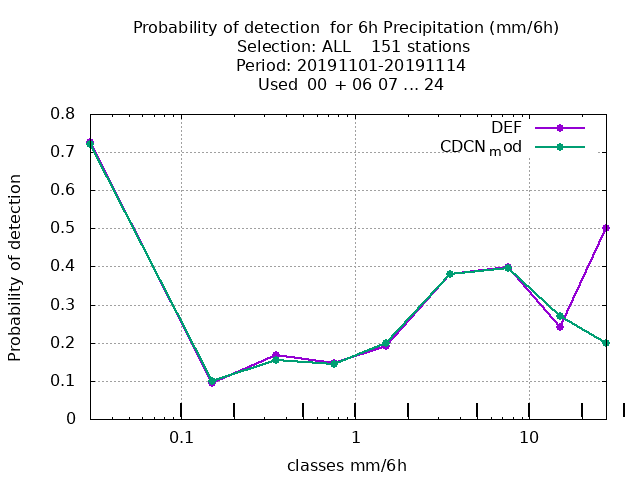 Probability of detection  for 6h Precipitation (mm/6h)
Selection: ALL    151 stations
Period: 20191101-20191114
Used  00 + 06 07 ... 24
DEF
CDCNmod
0.8
0.7
0.6
0.5
0.4
0.3
0.2
0.1
0
Probability of detection
0.1 1 10
classes mm/6h